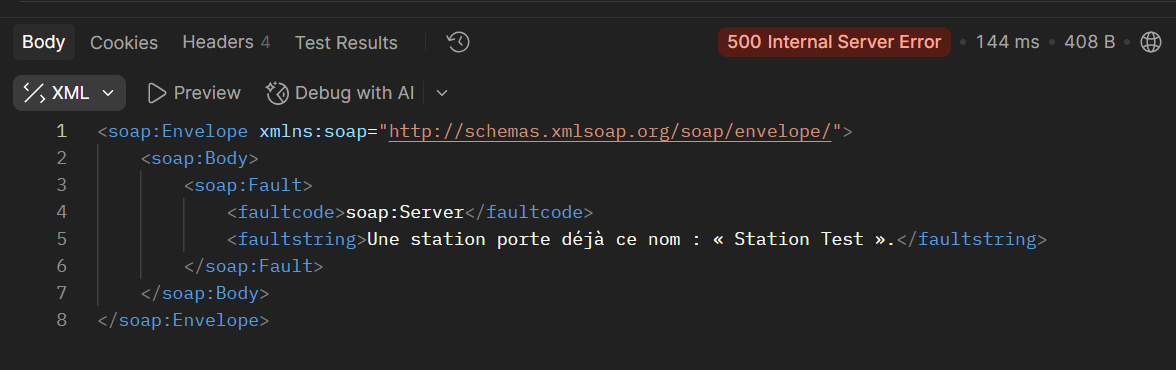 Body Cookies Headers 4 Test Results 500 Internal Server Error • 144 ms • 408 B •
XML Preview Debug with AI
1 <soap:Envelope xmlns:soap="http://schemas.xmlsoap.org/soap/envelope/">
2 <soap:Body>
3 <soap:Fault>
4 <faultcode>soap:Server</faultcode>
5 <faultstring>Une station porte déjà ce nom : « Station Test ».</faultstring>
6 </soap:Fault>
7 </soap:Body>
8 </soap:Envelope>